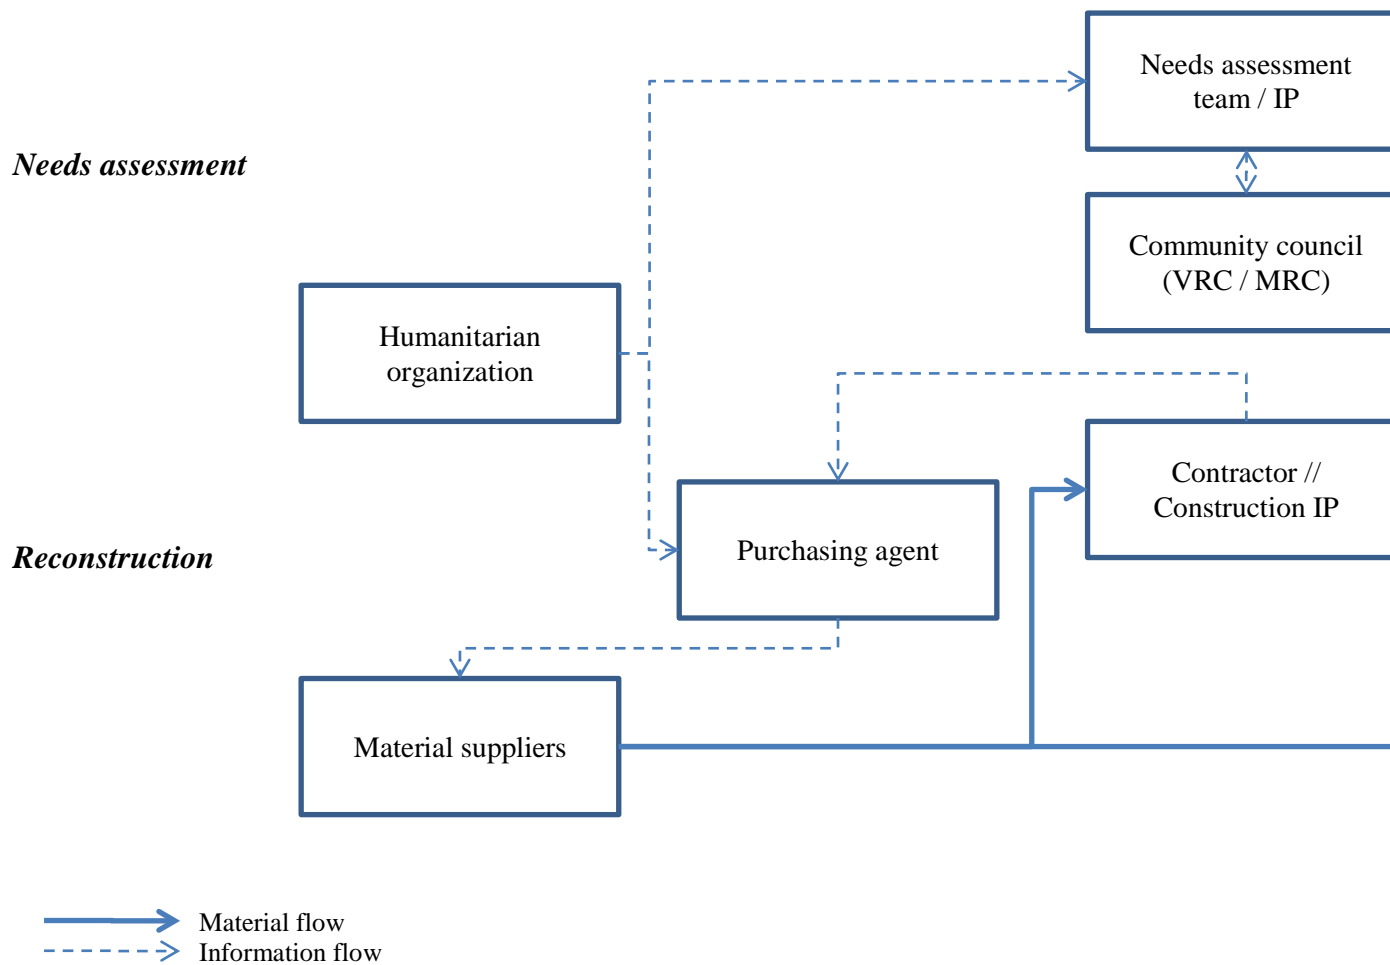 Needs assessment
team / IP
Needs assessment
Community council
(VRC / MRC)
Humanitarian
organization
Contractor //
Construction IP
Purchasing agent
Reconstruction
Material suppliers
Material flow
Information flow